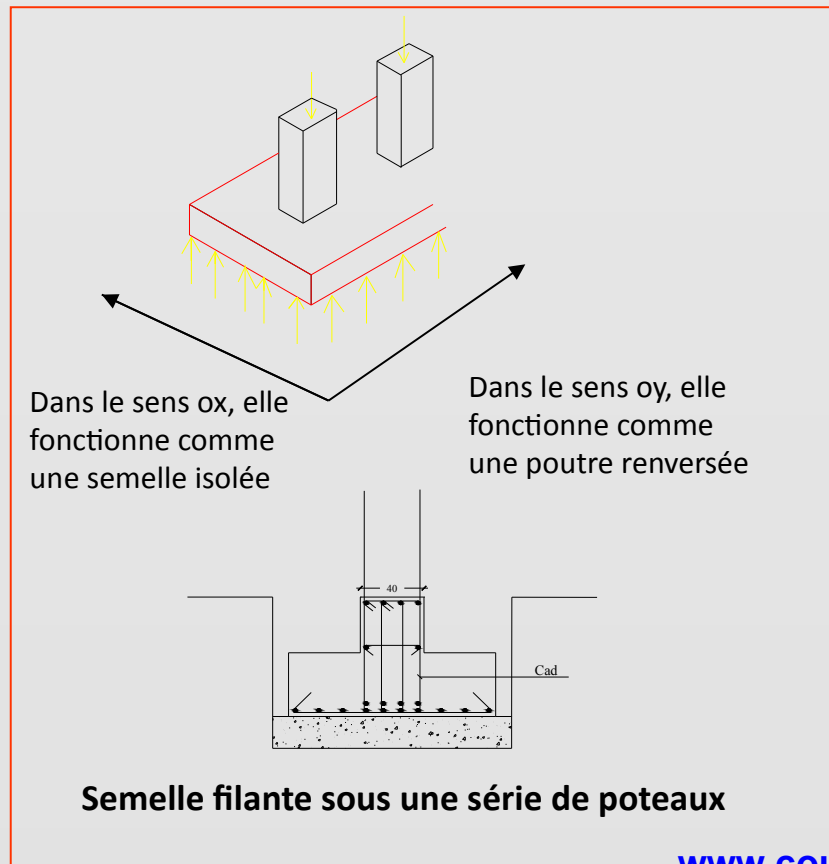 Dans le sens ox, elle
fonctionne comme
une semelle isolée
Dans le sens oy, elle
fonctionne comme
une poutre renversée
40
Cad
Semelle filante sous une série de poteaux